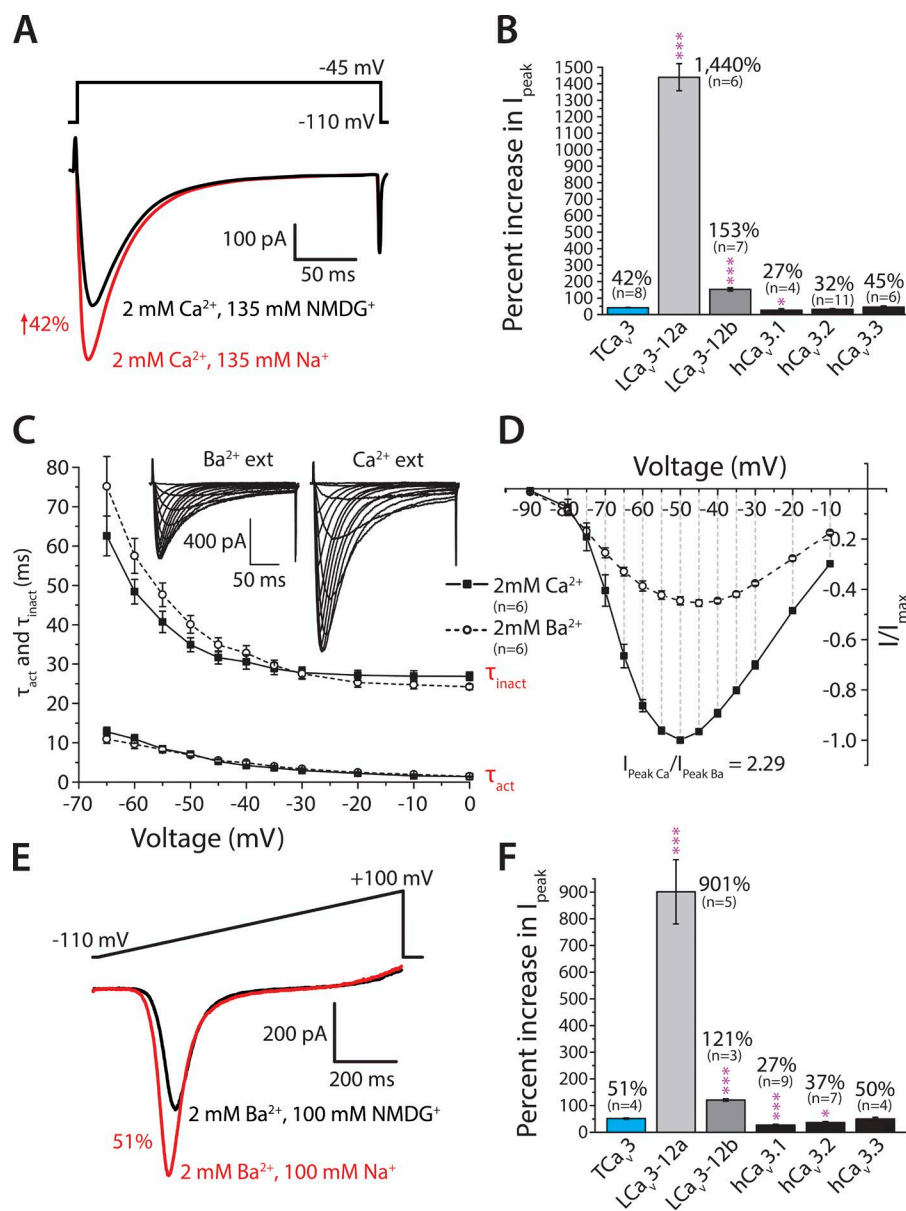 A
-45 mV
-110 mV
100 pA
50 ms
2 mM Ca²⁺, 135 mM NMDG⁺
↑42%
2 mM Ca²⁺, 135 mM Na⁺
B
Percent increase in I_peak
1500
1400
1300
1200
1100
1000
900
800
700
600
500
400
300
200
100
0
***
1,440%
(n=6)
153%
(n=7)
***
42%
(n=8)
27%
(n=4)
*
32%
(n=11)
45%
(n=6)
TCaᵥ3
LCaᵥ3-12a
LCaᵥ3-12b
hCaᵥ3.1
hCaᵥ3.2
hCaᵥ3.3
C
τ_act and τ_inact (ms)
80
70
60
50
40
30
20
10
0
Ba²⁺ ext
Ca²⁺ ext
400 pA
50 ms
2mM Ca²⁺
(n=6)
2mM Ba²⁺
(n=6)
τ_inact
τ_act
-70 -60 -50 -40 -30 -20 -10 0
Voltage (mV)
D
Voltage (mV)
-90 -80 -70 -60 -50 -40 -30 -20 -10
-0.2
-0.4
-0.6
-0.8
-1.0
I/I_max
I_Peak Ca/I_Peak Ba = 2.29
E
+100 mV
-110 mV
200 pA
200 ms
2 mM Ba²⁺, 100 mM NMDG⁺
51%
2 mM Ba²⁺, 100 mM Na⁺
F
Percent increase in I_peak
900
800
700
600
500
400
300
200
100
0
***
901%
(n=5)
121%
(n=3)
***
51%
(n=4)
27%
(n=9)
***
37%
(n=7)
*
50%
(n=4)
TCaᵥ3
LCaᵥ3-12a
LCaᵥ3-12b
hCaᵥ3.1
hCaᵥ3.2
hCaᵥ3.3